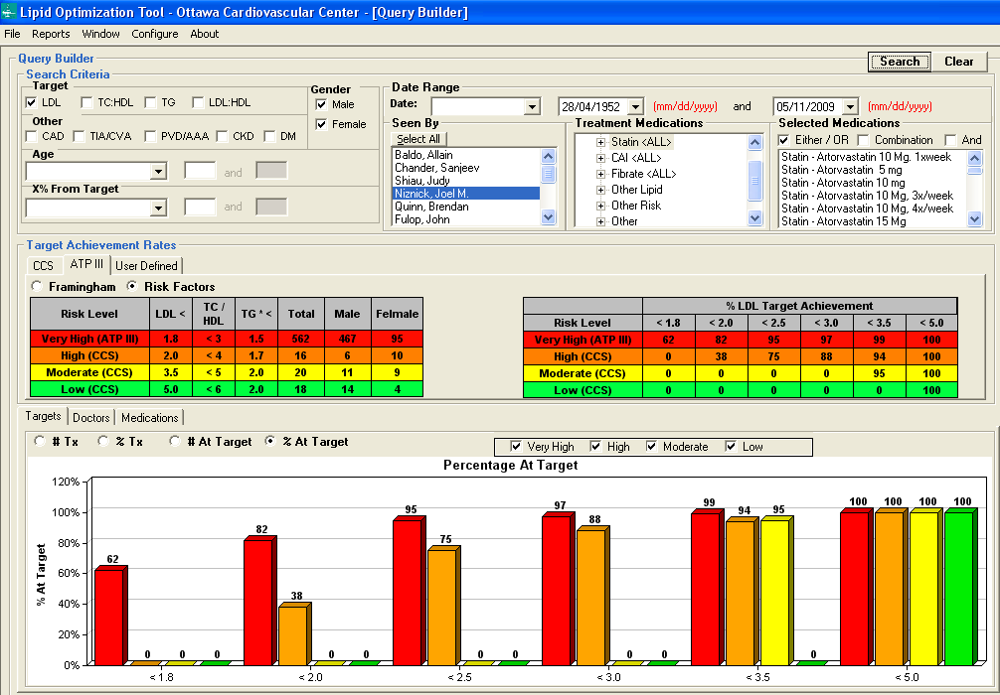 Lipid Optimization Tool - Ottawa Cardiovascular Center - [Query Builder]
File Reports Window Configure About
Query Builder
Search Clear
Search Criteria
Target
LDL TC:HDL TG LDL:HDL
Other
CAD TIA/CVA PVD/AAA CKD DM
Age
and
X% From Target
and
Gender
Male
Female
Date Range
Date: 28/04/1952 (mm/dd/yyyy) and 05/11/2009 (mm/dd/yyyy)
Seen By
Select All
Baldo, Allain
Chander, Sanjeev
Shiau, Judy
Niznick, Joel M.
Quinn, Brendan
Fulop, John
Treatment Medications
Statin <ALL>
CAI <ALL>
Fibrate <ALL>
Other Lipid
Other Risk
Other
Selected Medications
Either / OR Combination And
Statin - Artorvastatin 10 Mg. 1xweek
Statin - Atorvastatin 5 mg
Statin - Atorvastatin 10 mg
Statin - Atorvastatin 10 Mg, 3x/week
Statin - Atorvastatin 10 Mg, 4x/week
Statin - Atorvastatin 15 Mg
Target Achievement Rates
CCS ATP III User Defined
Framingham Risk Factors
Risk Level LDL < TC / HDL TG * < Total Male Felmale
Very High (ATP III) 1.8 < 3 1.5 562 467 95
High (CCS) 2.0 < 4 1.7 16 6 10
Moderate (CCS) 3.5 < 5 2.0 20 11 9
Low (CCS) 5.0 < 6 2.0 18 14 4
% LDL Target Achievement
Risk Level < 1.8 < 2.0 < 2.5 < 3.0 < 3.5 < 5.0
Very High (ATP III) 62 82 95 97 99 100
High (CCS) 0 38 75 88 94 100
Moderate (CCS) 0 0 0 0 95 100
Low (CCS) 0 0 0 0 0 100
Targets Doctors Medications
# Tx % Tx # At Target % At Target
Very High High Moderate Low
Percentage At Target
% At Target
120%
100%
80%
60%
40%
20%
0%
62 0 0 0
82 38 0 0
95 75 0 0
97 88 0 0
99 94 95 0
100 100 100 100
< 1.8 < 2.0 < 2.5 < 3.0 < 3.5 < 5.0